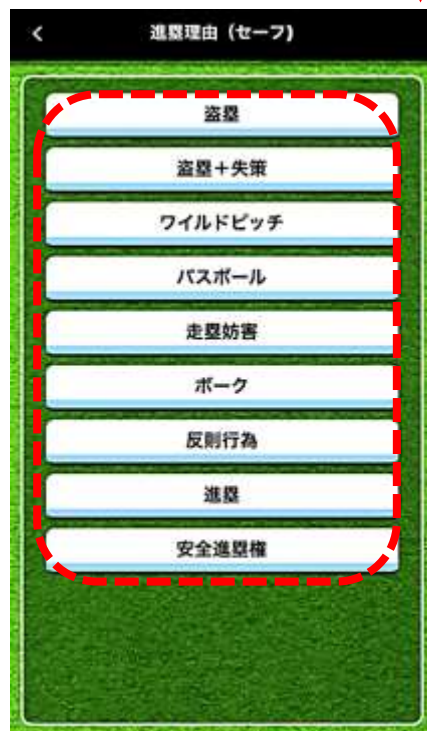 進塁理由（セーフ)
盗塁
盗塁＋失策
ワイルドピッチ
パスボール
走塁妨害
ボーク
反則行為
進塁
安全進塁権